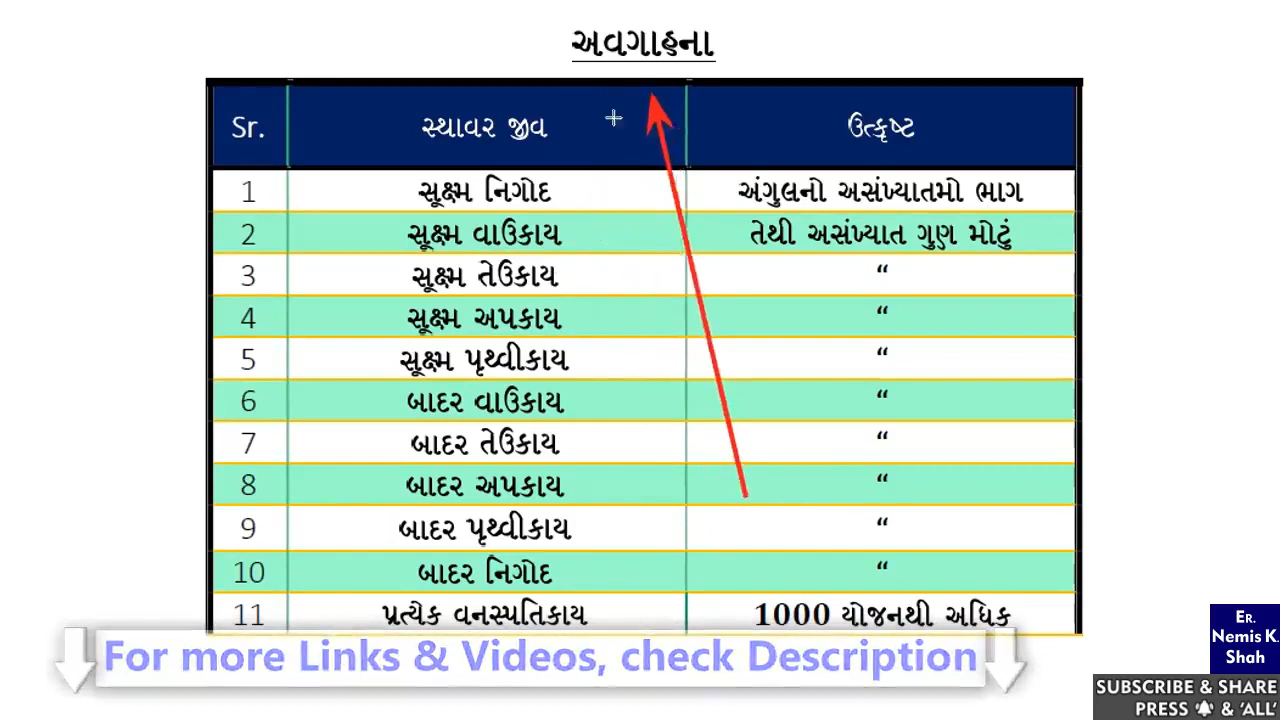 અવગાહના
Sr. સ્થાવર જીવ ઉત્કૃષ્ટ
1 સૂક્ષ્મ નિગોદ અંગુલનો અસંખ્યાતમો ભાગ
2 સૂક્ષ્મ વાઉકાય તેથી અસંખ્યાત ગુણ મોટું
3 સૂક્ષ્મ તેઉકાય “
4 સૂક્ષ્મ અપકાય “
5 સૂક્ષ્મ પૃથ્વીકાય “
6 બાદર વાઉકાય “
7 બાદર તેઉકાય “
8 બાદર અપકાય “
9 બાદર પૃથ્વીકાય “
10 બાદર નિગોદ “
11 પ્રત્યેક વનસ્પતિકાય 1000 યોજનથી અધિક
For more Links & Videos, check Description
Er.
Nemis K.
Shah
SUBSCRIBE & SHARE
PRESS & ‘ALL’